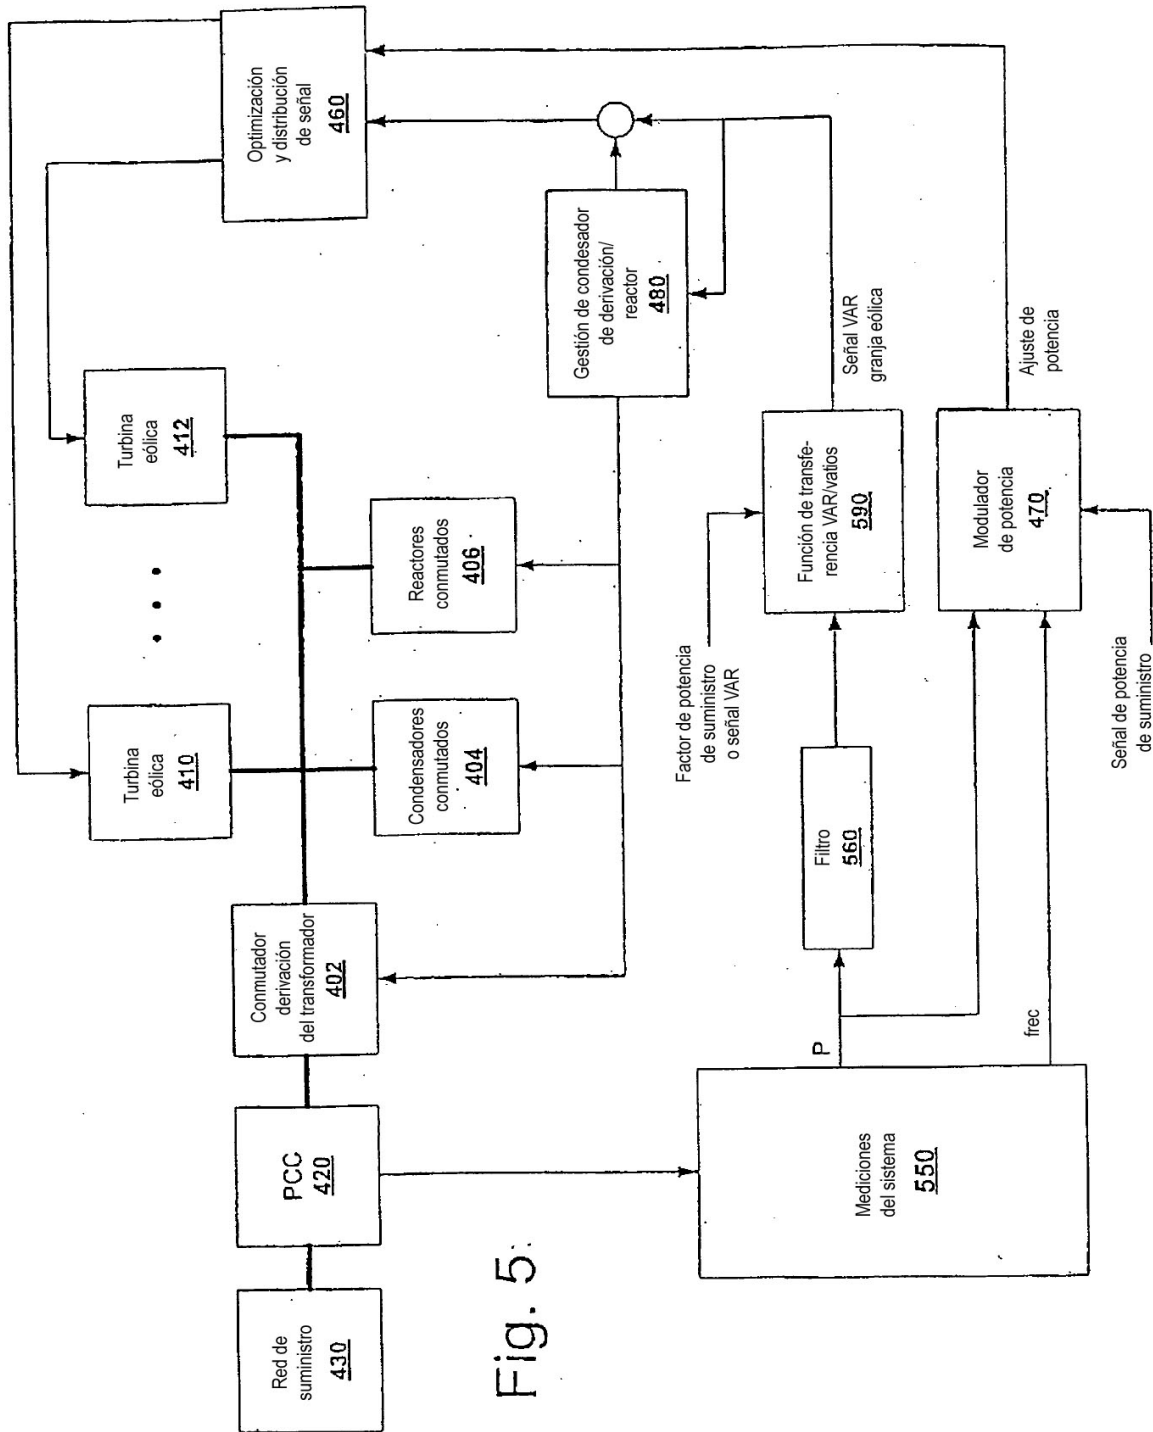 Red de
suministro
430
PCC
420
Conmutador
derivación
del transformador
402
Turbina
eólica
410
Turbina
eólica
412
Condensadores
conmutados
404
Reactores
conmutados
406
Optimización
y distribución
de señal
460
Gestión de condesador
de derivación/
reactor
480
Fig. 5:
Mediciones
del sistema
550
P
frec
Filtro
560
Factor de potencia
de suministro
o señal VAR
Función de transfe-
rencia VAR/vatios
590
Señal VAR
granja eólica
Señal de potencia
de suministro
Modulador
de potencia
470
Ajuste de
potencia